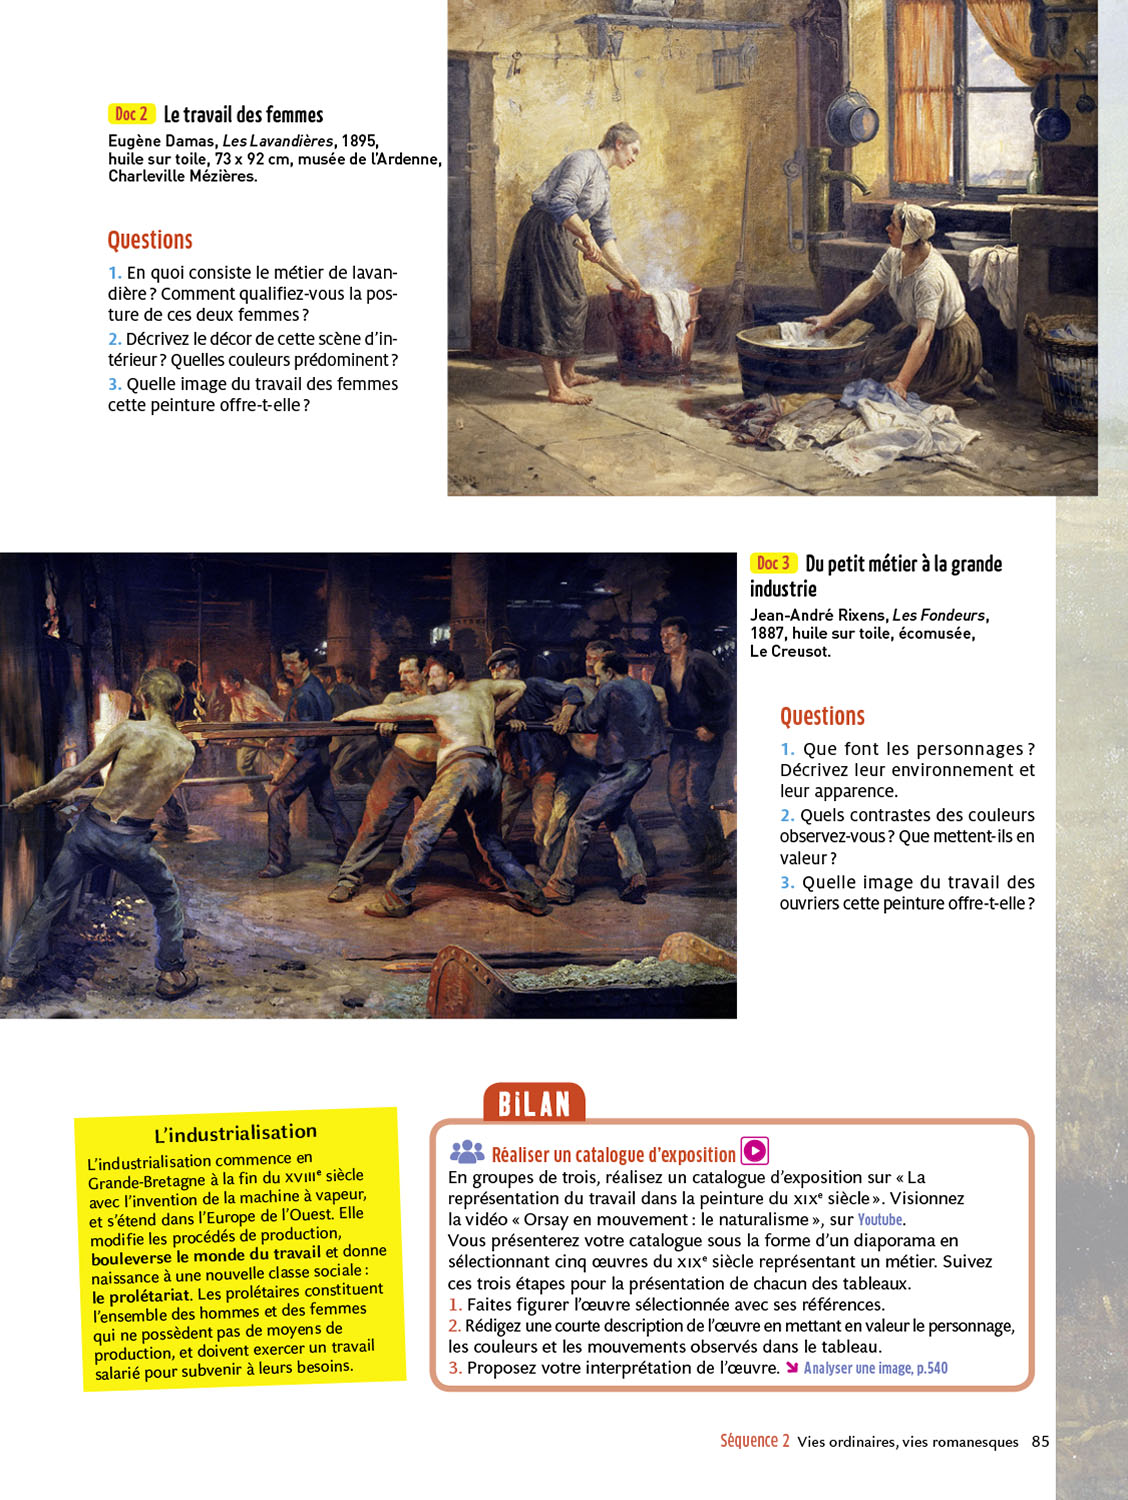 Doc 2 Le travail des femmes
Eugène Damas, Les Lavandières, 1895,
huile sur toile, 73 x 92 cm, musée de l'Ardenne,
Charleville Mézières.
Questions
1. En quoi consiste le métier de lavan-
dière ? Comment qualifiez-vous la pos-
ture de ces deux femmes ?
2. Décrivez le décor de cette scène d'in-
térieur ? Quelles couleurs prédominent ?
3. Quelle image du travail des femmes
cette peinture offre-t-elle ?
Doc 3 Du petit métier à la grande
industrie
Jean-André Rixens, Les Fondeurs,
1887, huile sur toile, écomusée,
Le Creusot.
Questions
1. Que font les personnages ?
Décrivez leur environnement et
leur apparence.
2. Quels contrastes des couleurs
observez-vous ? Que mettent-ils en
valeur ?
3. Quelle image du travail des
ouvriers cette peinture offre-t-elle ?
L'industrialisation
L'industrialisation commence en
Grande-Bretagne à la fin du XVIIIe siècle
avec l'invention de la machine à vapeur,
et s'étend dans l'Europe de l'Ouest. Elle
modifie les procédés de production,
bouleverse le monde du travail et donne
naissance à une nouvelle classe sociale :
le prolétariat. Les prolétaires constituent
l'ensemble des hommes et des femmes
qui ne possèdent pas de moyens de
production, et doivent exercer un travail
salarié pour subvenir à leurs besoins.
BiLAN
Réaliser un catalogue d'exposition
En groupes de trois, réalisez un catalogue d'exposition sur « La
représentation du travail dans la peinture du XIXe siècle ». Visionnez
la vidéo « Orsay en mouvement : le naturalisme », sur Youtube.
Vous présenterez votre catalogue sous la forme d'un diaporama en
sélectionnant cinq œuvres du XIXe siècle représentant un métier. Suivez
ces trois étapes pour la présentation de chacun des tableaux.
1. Faites figurer l'œuvre sélectionnée avec ses références.
2. Rédigez une courte description de l'œuvre en mettant en valeur le personnage,
les couleurs et les mouvements observés dans le tableau.
3. Proposez votre interprétation de l'œuvre. Analyser une image, p.540
Séquence 2 Vies ordinaires, vies romanesques 85